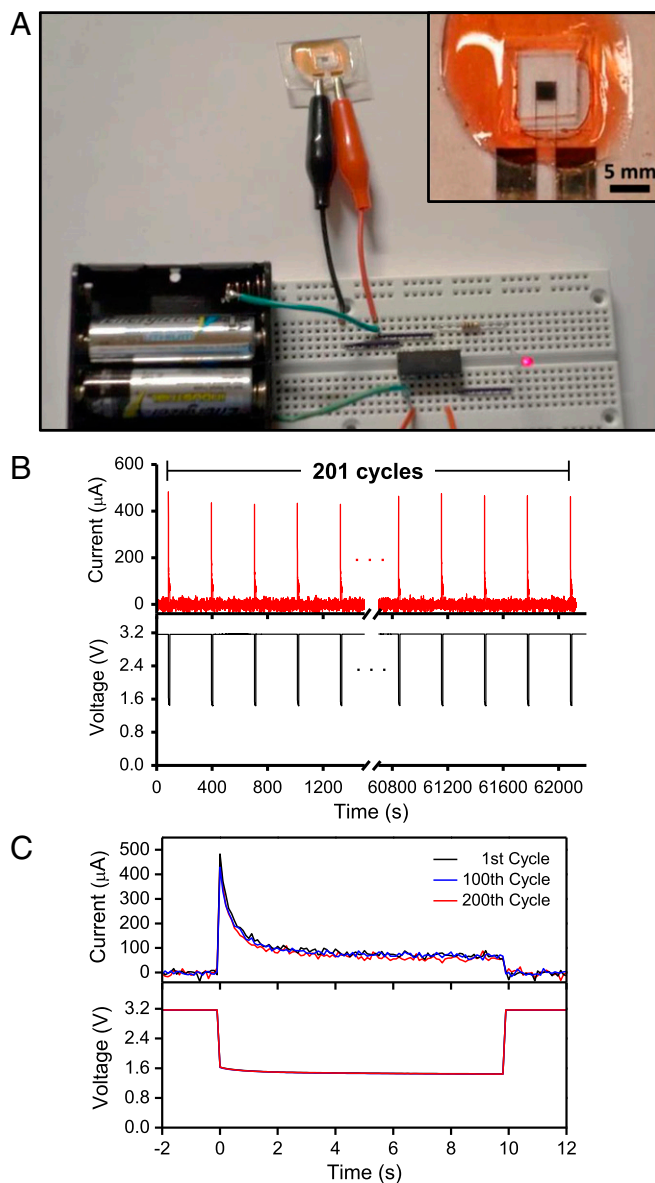 A
5 mm
LITHIUM
Energizer
INDUSTRIAL
B
201 cycles
Current (μA)
600
400
200
0
. . .
Voltage (V)
3.2
2.4
1.6
0.8
0.0
. . .
0 400 800 1200 60800 61200 61600 62000
Time (s)
C
Current (μA)
500
400
300
200
100
0
1st Cycle
100th Cycle
200th Cycle
Voltage (V)
3.2
2.4
1.6
0.8
0.0
-2 0 2 4 6 8 10 12
Time (s)